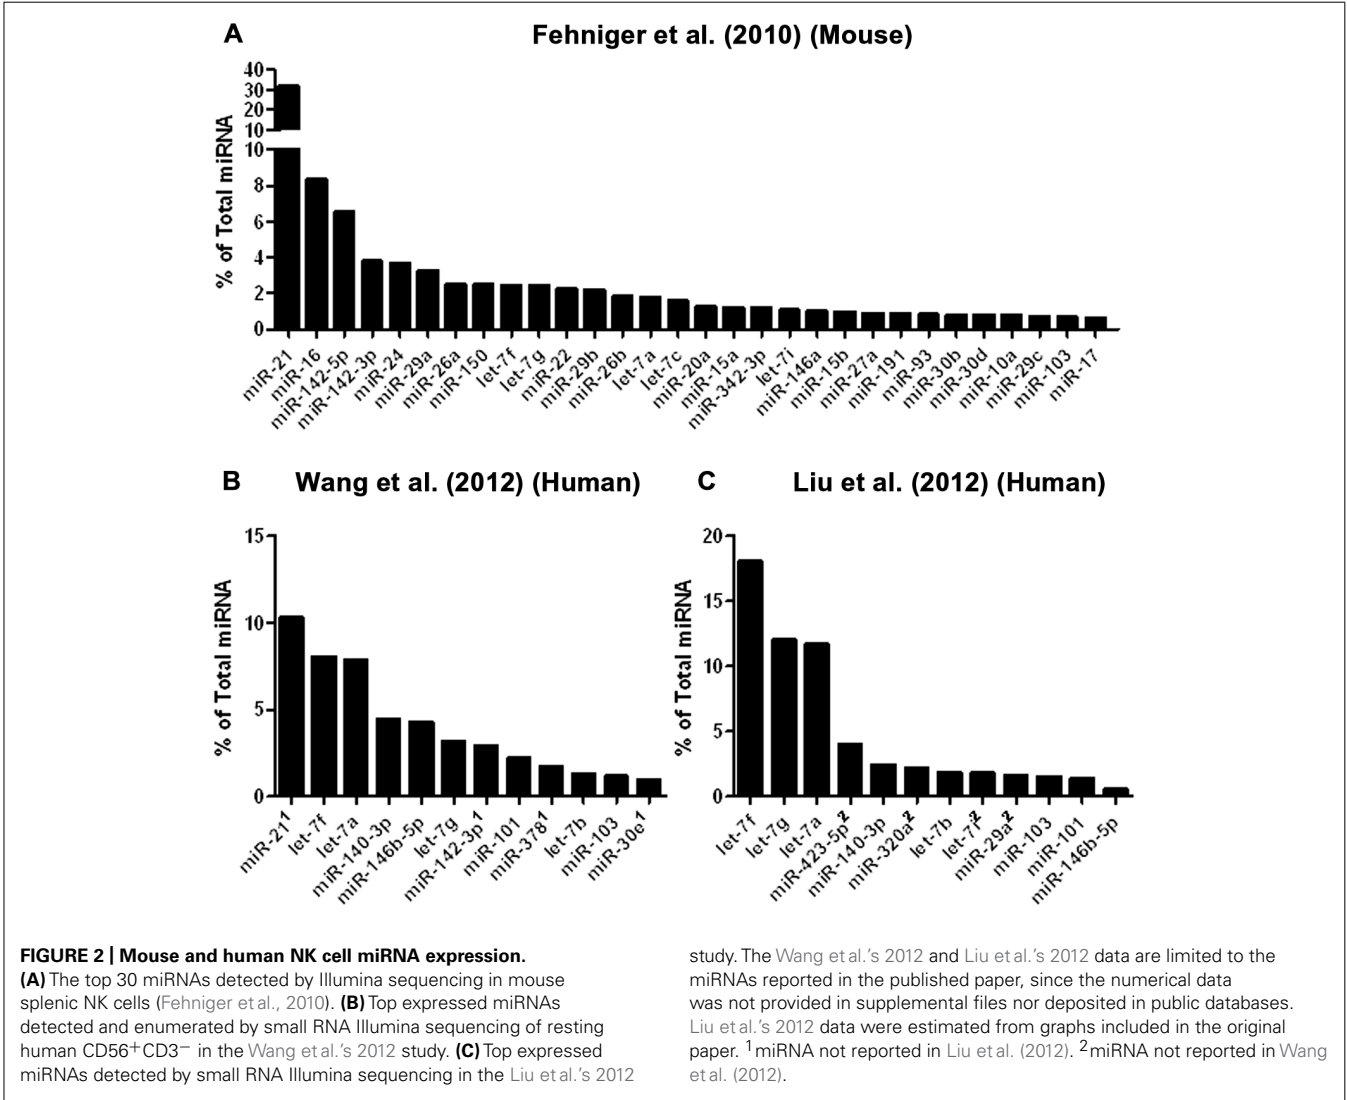 A
Fehniger et al. (2010) (Mouse)
% of Total miRNA
40
30
20
10
10
8
6
4
2
0
miR-21
miR-16
miR-142-5p
miR-142-3p
miR-24
miR-29a
miR-26a
miR-150
let-7f
let-7g
miR-22
miR-29b
miR-26b
let-7a
let-7c
miR-20a
miR-15a
miR-342-3p
let-7i
miR-146a
miR-15b
miR-27a
miR-191
miR-93
miR-30b
miR-30d
miR-10a
miR-29c
miR-103
miR-17
B
Wang et al. (2012) (Human)
% of Total miRNA
15
10
5
0
miR-21¹
let-7f
let-7a
miR-140-3p
miR-146b-5p
let-7g
miR-142-3p¹
miR-101
miR-378¹
let-7b
miR-103
miR-30e¹
C
Liu et al. (2012) (Human)
% of Total miRNA
20
15
10
5
0
let-7f
let-7g
let-7a
miR-423-5p²
miR-140-3p
miR-320a²
let-7b
let-7i²
miR-29a²
miR-103
miR-101
miR-146b-5p
FIGURE 2 | Mouse and human NK cell miRNA expression.
(A) The top 30 miRNAs detected by Illumina sequencing in mouse
splenic NK cells (Fehniger et al., 2010). (B) Top expressed miRNAs
detected and enumerated by small RNA Illumina sequencing of resting
human CD56⁺CD3⁻ in the Wang et al.'s 2012 study. (C) Top expressed
miRNAs detected by small RNA Illumina sequencing in the Liu et al.'s 2012
study. The Wang et al.'s 2012 and Liu et al.'s 2012 data are limited to the
miRNAs reported in the published paper, since the numerical data
was not provided in supplemental files nor deposited in public databases.
Liu et al.'s 2012 data were estimated from graphs included in the original
paper. ¹miRNA not reported in Liu et al. (2012). ²miRNA not reported in Wang
et al. (2012).